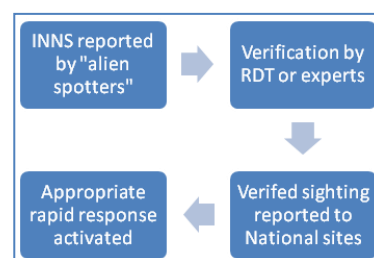 INNS reported
by "alien
spotters"
Verification by
RDT or experts
Verifed sighting
reported to
National sites
Appropriate
rapid response
activated